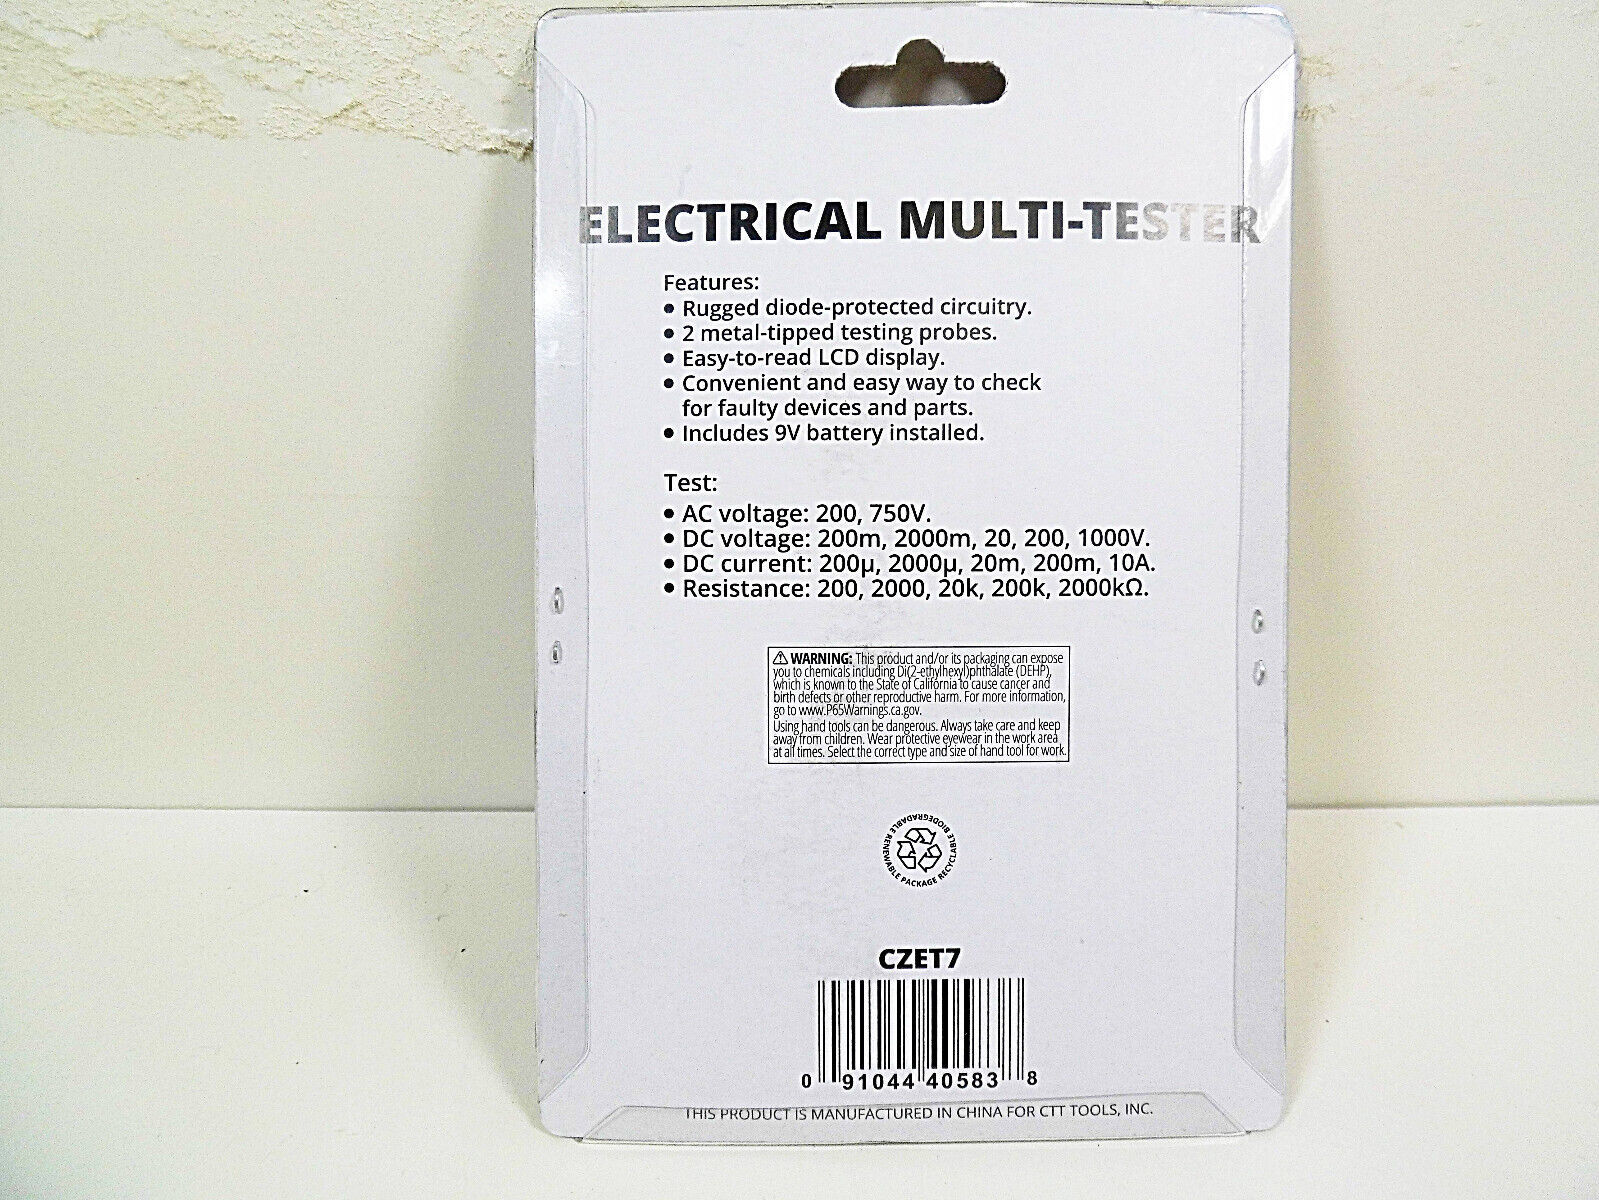 ELECTRICAL MULTI-TESTER
Features:
• Rugged diode-protected circuitry.
• 2 metal-tipped testing probes.
• Easy-to-read LCD display.
• Convenient and easy way to check
for faulty devices and parts.
• Includes 9V battery installed.
Test:
• AC voltage: 200, 750V.
• DC voltage: 200m, 2000m, 20, 200, 1000V.
• DC current: 200µ, 2000µ, 20m, 200m, 10A.
• Resistance: 200, 2000, 20k, 200k, 2000kΩ.
⚠ WARNING: This product and/or its packaging can expose
you to chemicals including Di(2-ethylhexyl)phthalate (DEHP),
which is known to the State of California to cause cancer and
birth defects or other reproductive harm. For more information,
go to www.P65Warnings.ca.gov.
Using hand tools can be dangerous. Always take care and keep
away from children. Wear protective eyewear in the work area
at all times. Select the correct type and size of hand tool for work.
RENEWABLE PACKAGE RECYCLABLE BIODEGRADABLE
CZET7
0 91044 40583 8
THIS PRODUCT IS MANUFACTURED IN CHINA FOR CTT TOOLS, INC.